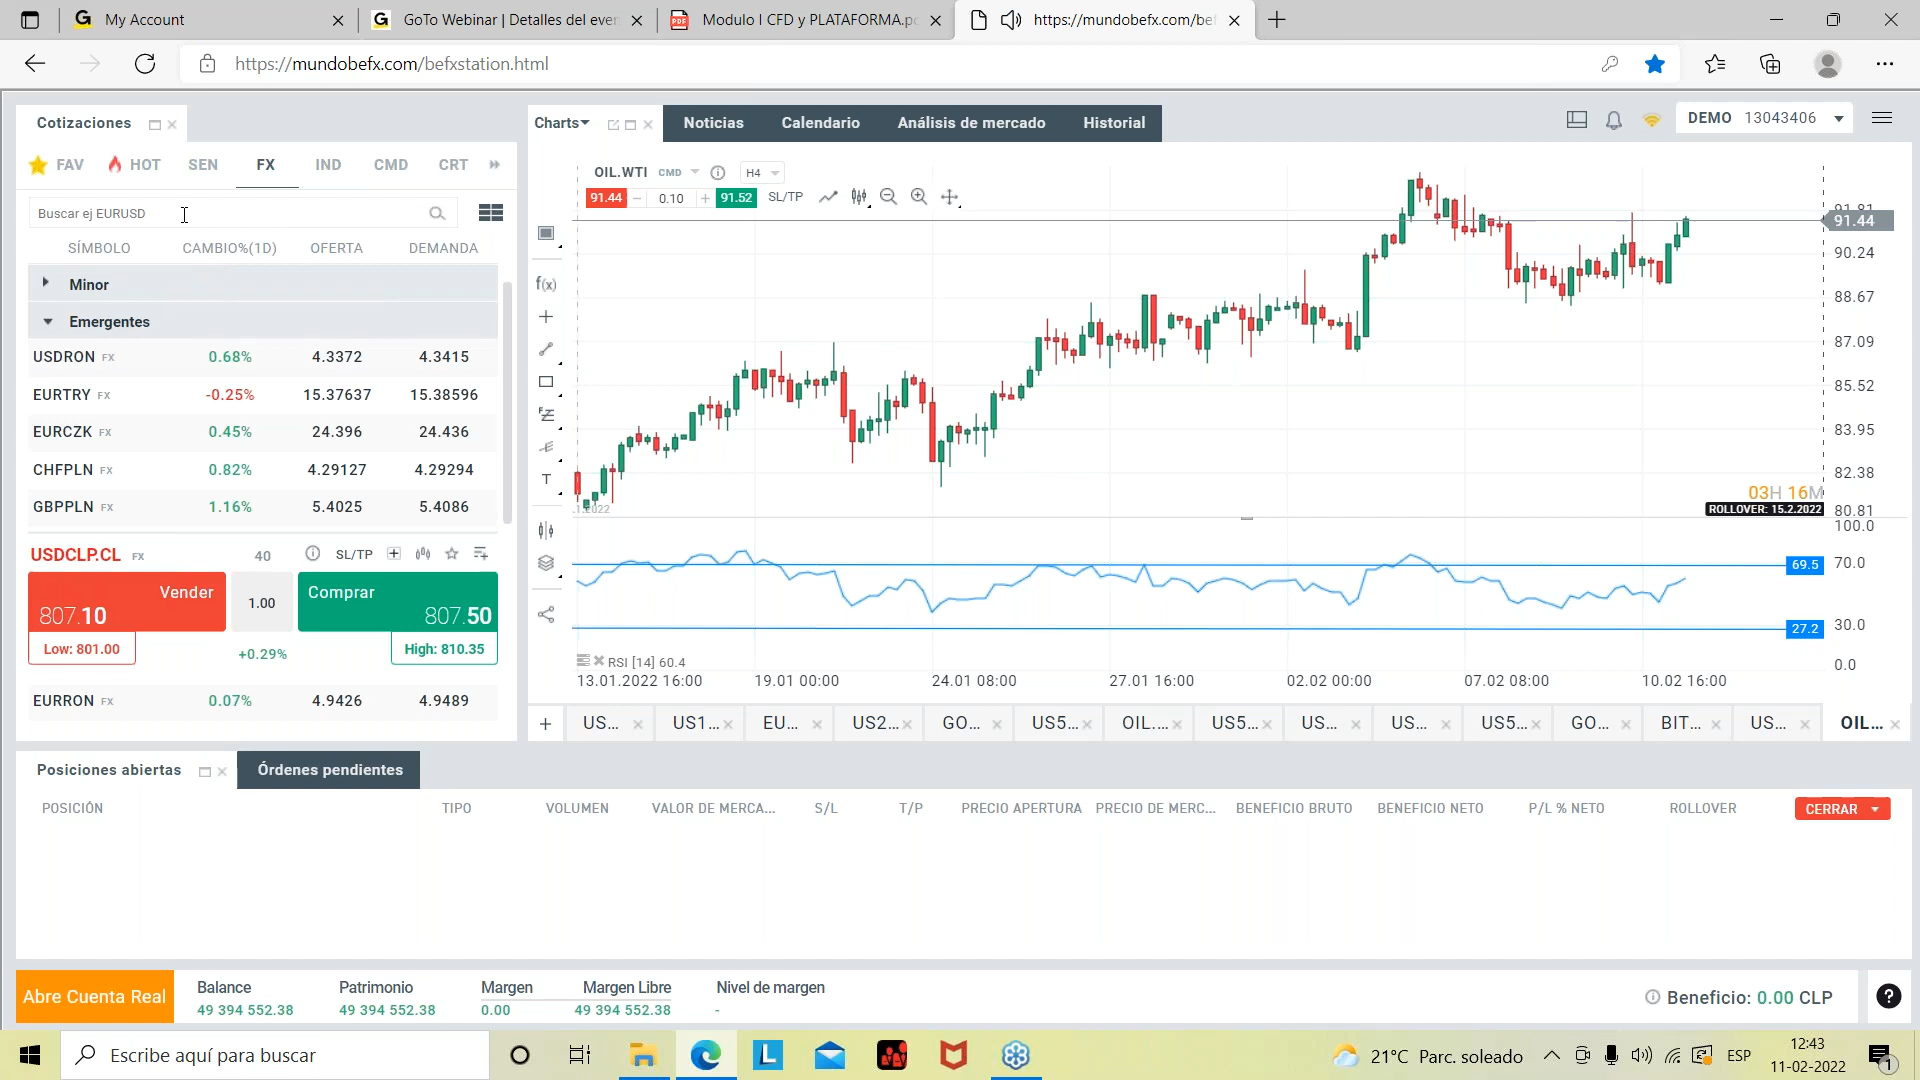 My Account
GoTo Webinar | Detalles del even
Modulo I CFD y PLATAFORMA.pd
https://mundobefx.com/bef
https://mundobefx.com/befxstation.html
Cotizaciones
Charts
Noticias
Calendario
Análisis de mercado
Historial
DEMO 13043406
FAV
HOT
SEN
FX
IND
CMD
CRT
Buscar ej EURUSD
SÍMBOLO
CAMBIO%(1D)
OFERTA
DEMANDA
Minor
Emergentes
USDRON FX 0.68% 4.3372 4.3415
EURTRY FX -0.25% 15.37637 15.38596
EURCZK FX 0.45% 24.396 24.436
CHFPLN FX 0.82% 4.29127 4.29294
GBPPLN FX 1.16% 5.4025 5.4086
USDCLP.CL FX 40 SL/TP
Vender
807.10
1.00
Comprar
807.50
Low: 801.00
+0.29%
High: 810.35
EURRON FX 0.07% 4.9426 4.9489
OIL.WTI CMD H4
91.44 0.10 91.52 SL/TP
f(x)
T
91.81
91.44
90.24
88.67
87.09
85.52
83.95
82.38
80.81
03H 16M
ROLLOVER: 15.2.2022
.1.2022
100.0
70.0
69.5
30.0
27.2
0.0
RSI [14] 60.4
13.01.2022 16:00
19.01 00:00
24.01 08:00
27.01 16:00
02.02 00:00
07.02 08:00
10.02 16:00
US...
US1...
EU...
US2...
GO...
US5...
OIL....
US5...
US...
US...
US5...
GO...
BIT...
US...
OIL...
Posiciones abiertas
Órdenes pendientes
POSICIÓN
TIPO
VOLUMEN
VALOR DE MERCA...
S/L
T/P
PRECIO APERTURA
PRECIO DE MERC...
BENEFICIO BRUTO
BENEFICIO NETO
P/L % NETO
ROLLOVER
CERRAR
Abre Cuenta Real
Balance
49 394 552.38
Patrimonio
49 394 552.38
Margen
0.00
Margen Libre
49 394 552.38
Nivel de margen
-
Beneficio: 0.00 CLP
Escribe aquí para buscar
21°C Parc. soleado
ESP
12:43
11-02-2022
1